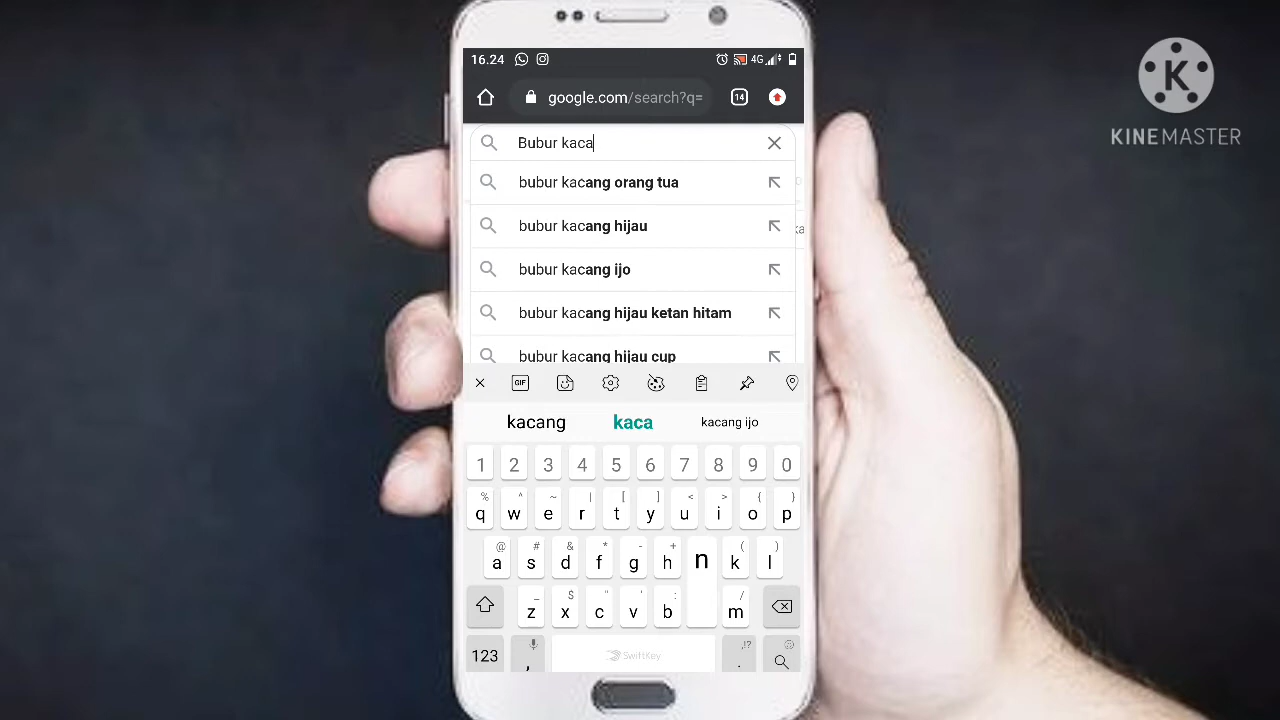 16.24 4G
google.com/search?q= 14
KINEMASTER
Bubur kaca
bubur kacang orang tua
bubur kacang hijau
bubur kacang ijo
bubur kacang hijau ketan hitam
bubur kacang hijau cup
GIF
kacang kaca kacang ijo
1 2 3 4 5 6 7 8 9 0
% ^ ~ | [ ] < > { }
q w e r t y u i o p
@ # & * - + ( )
a s d f g h n k l
_ $ " ' : /
z x c v b m
123 , SwiftKey . ,!?